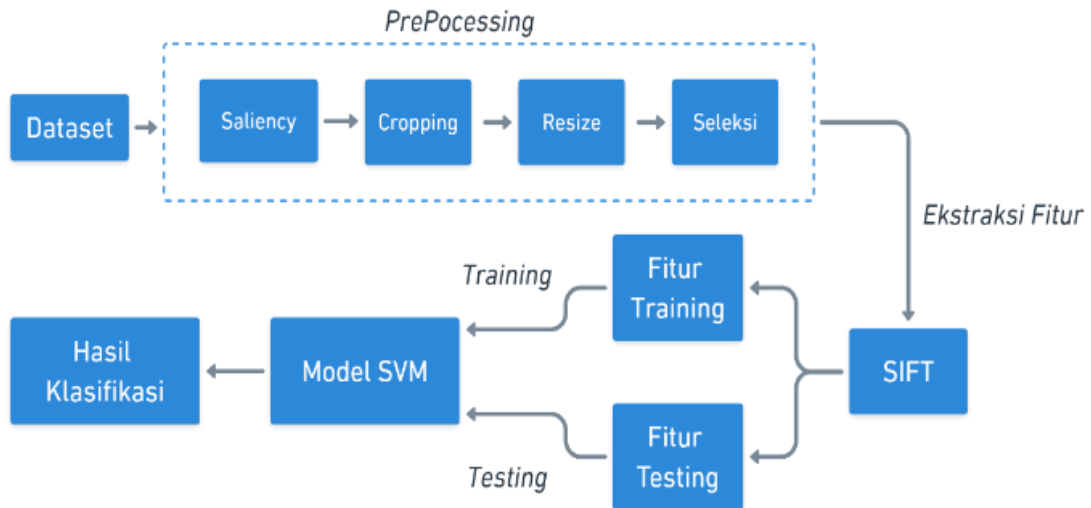 PrePocessing
Dataset
Saliency
Cropping
Resize
Seleksi
Ekstraksi Fitur
SIFT
Fitur
Training
Fitur
Testing
Training
Testing
Model SVM
Hasil
Klasifikasi